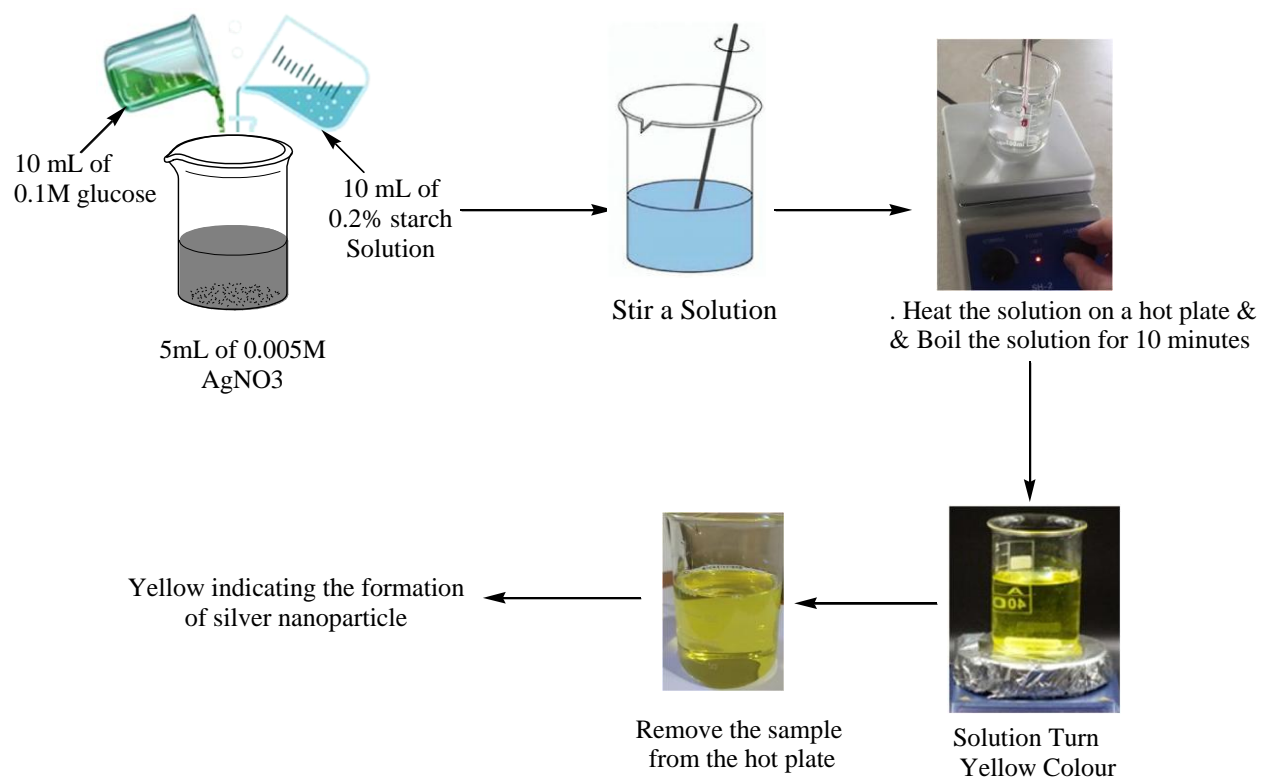 10 mL of
0.1M glucose
10 mL of
0.2% starch
Solution
5mL of 0.005M
AgNO3
Stir a Solution
SH-2
. Heat the solution on a hot plate &
& Boil the solution for 10 minutes
Solution Turn
Yellow Colour
Remove the sample
from the hot plate
Yellow indicating the formation
of silver nanoparticle